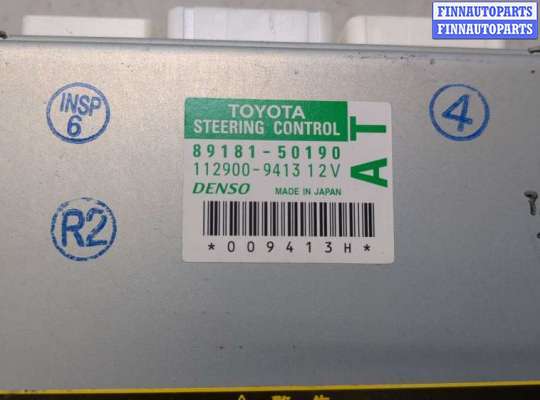 FINNAUTOPARTS
FINNAUTOPARTS
INSP
6
4
R2
TOYOTA
STEERING CONTROL
89181-50190
112900-9413 12V
DENSO MADE IN JAPAN
AT
*009413H*